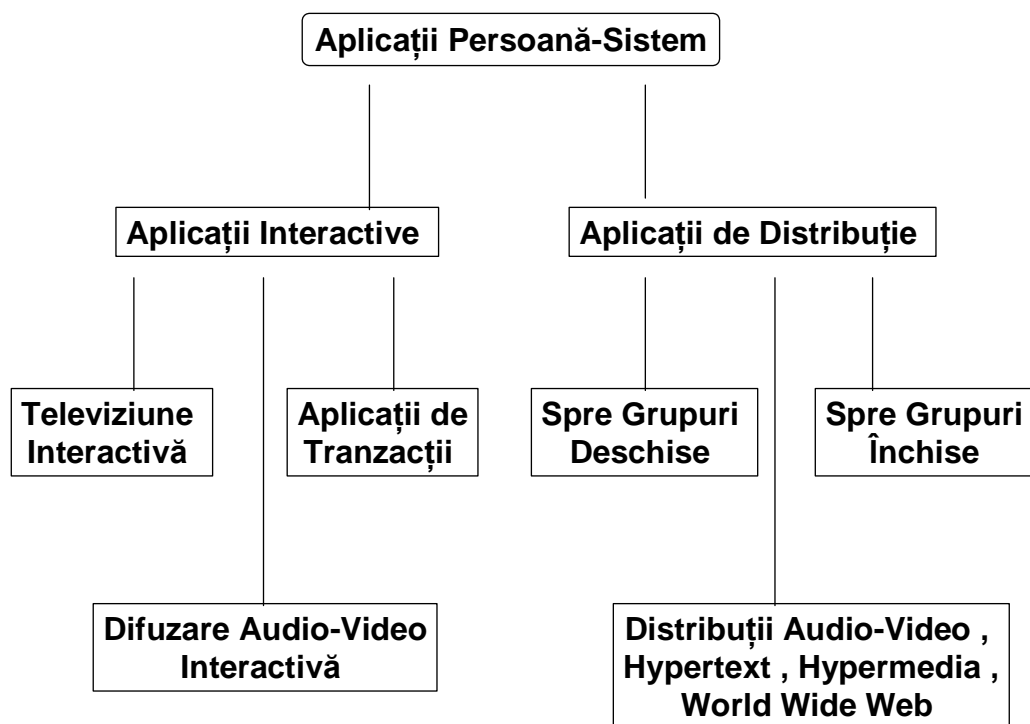 Aplicații Persoană-Sistem
Aplicații Interactive
Aplicații de Distribuție
Televiziune
Interactivă
Aplicații de
Tranzacții
Spre Grupuri
Deschise
Spre Grupuri
Închise
Difuzare Audio-Video
Interactivă
Distribuții Audio-Video ,
Hypertext , Hypermedia ,
World Wide Web